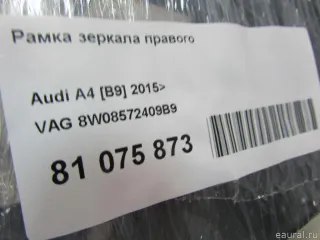 Рамка зеркала правого
Audi A4 [B9] 2015>
VAG 8W08572409B9
81 075 873
eaural.ru